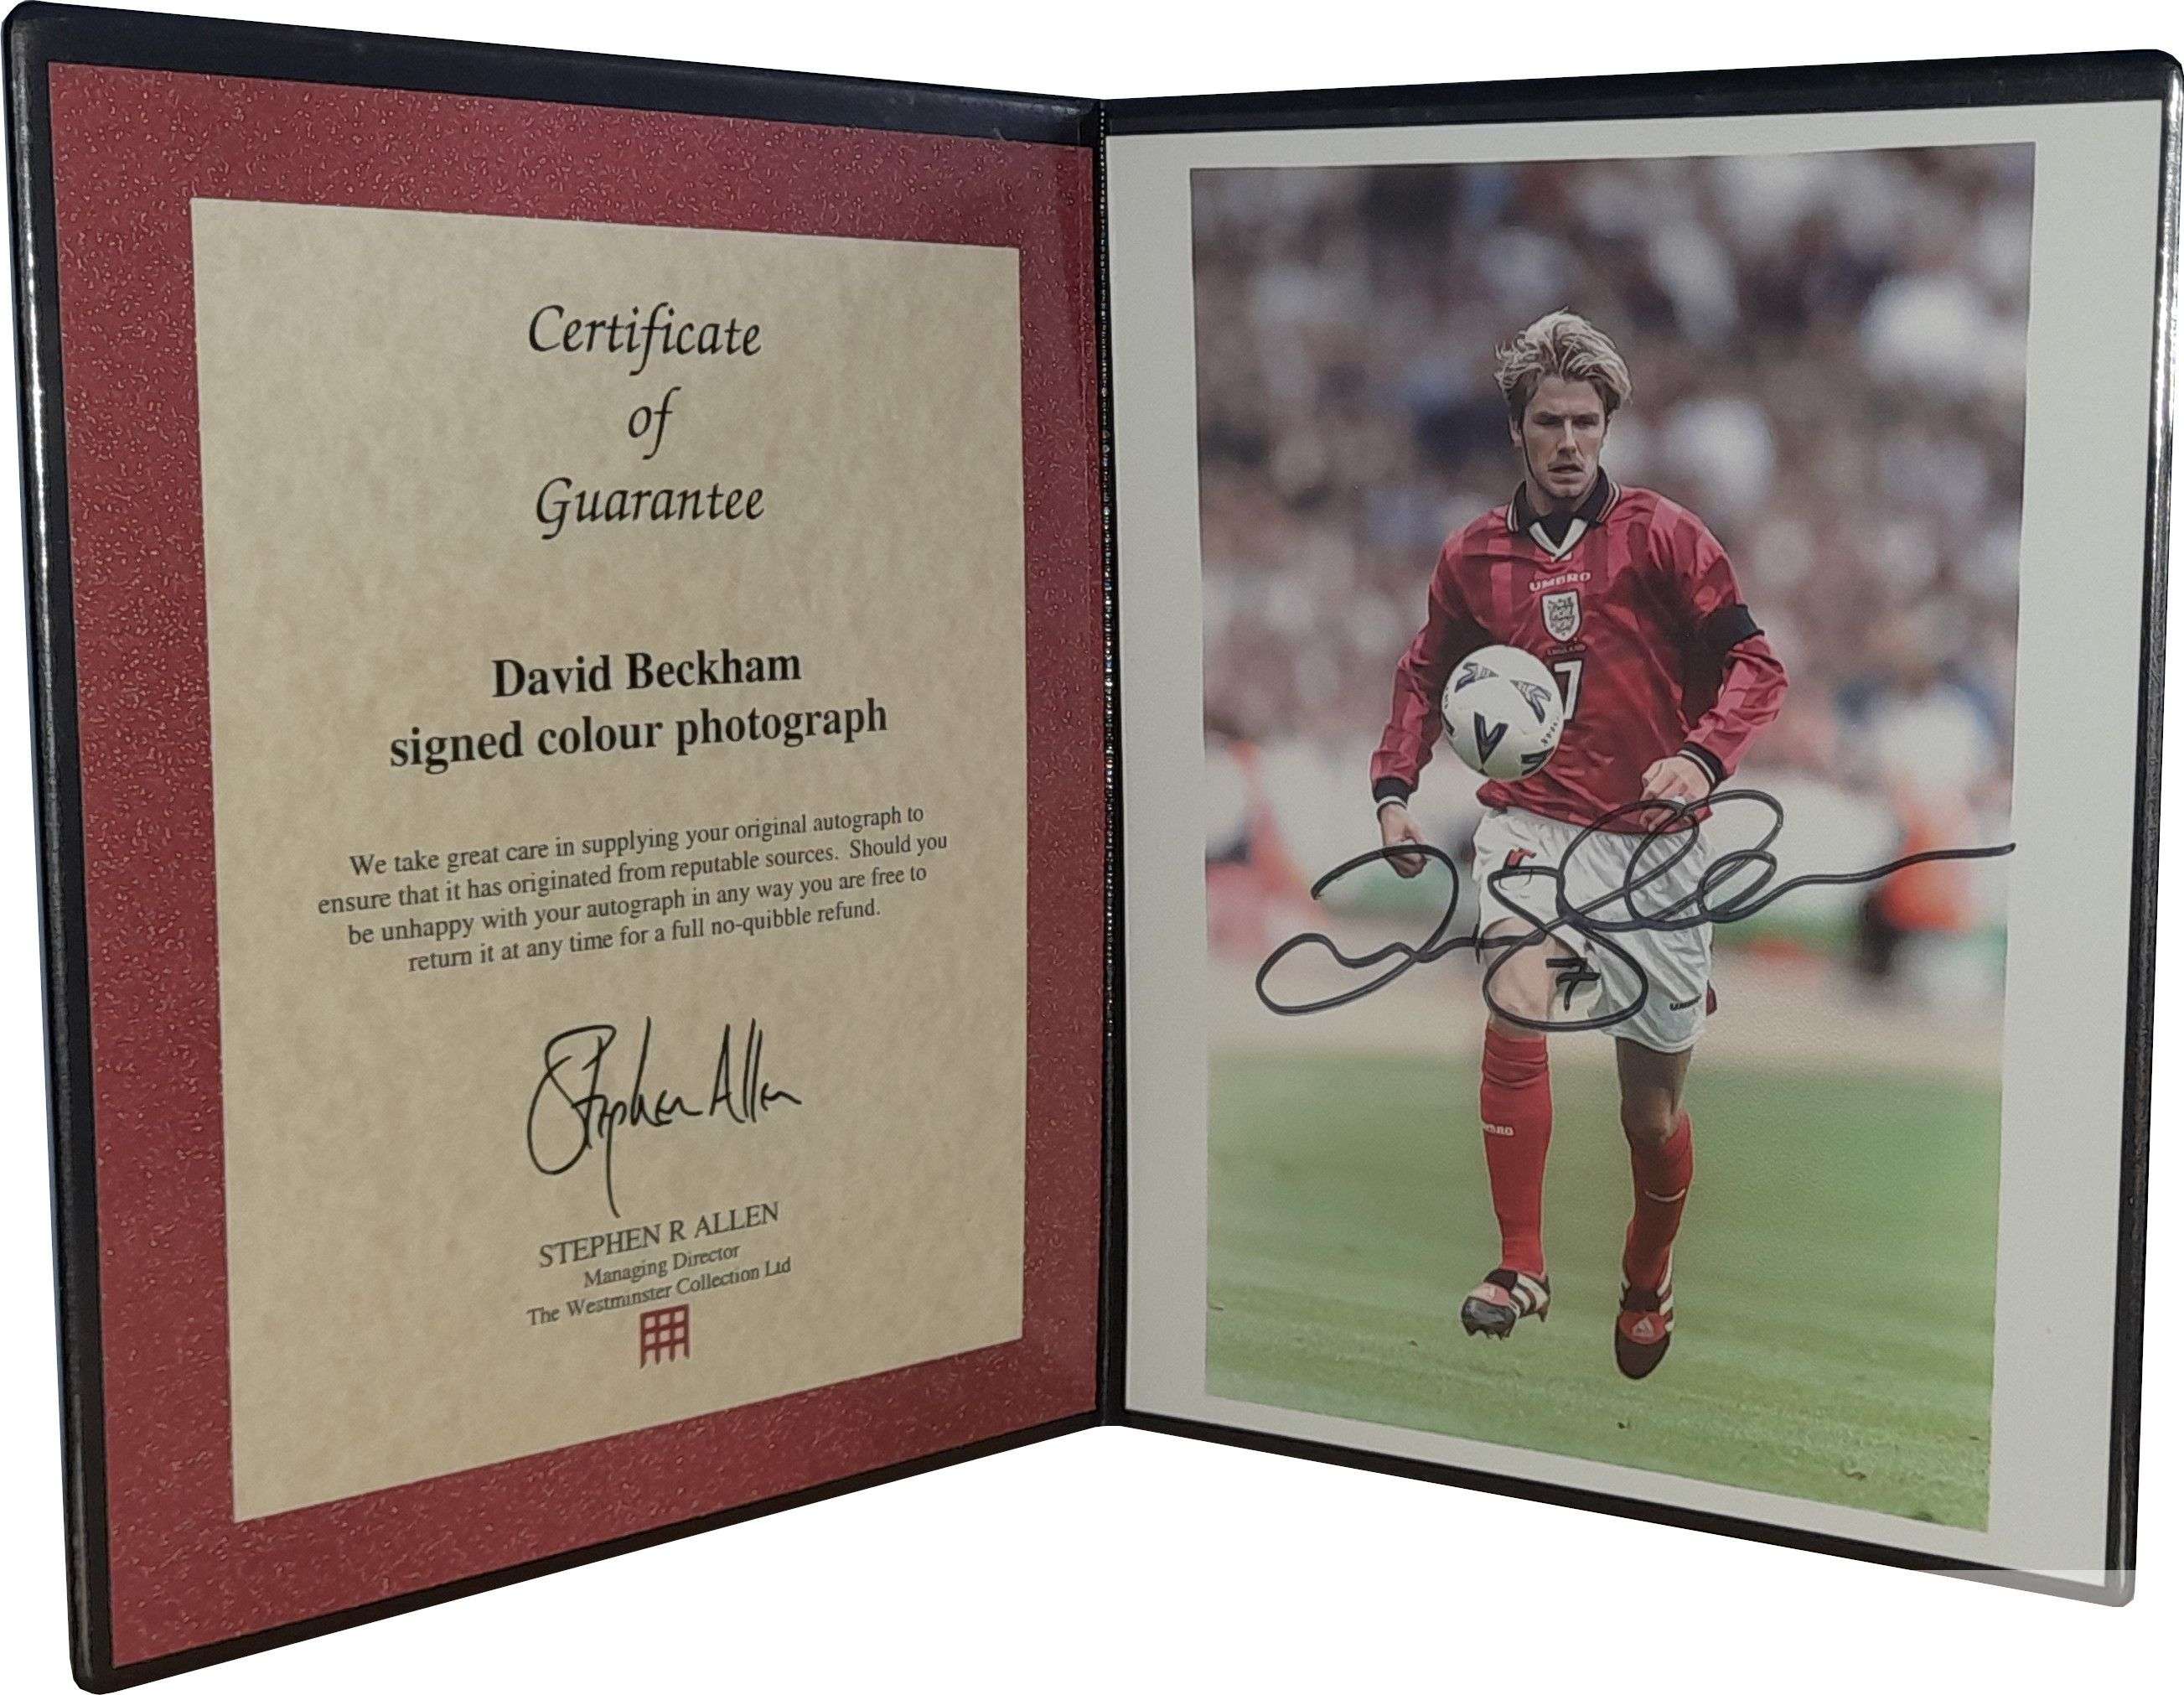 Certificate
of
Guarantee
David Beckham
signed colour photograph
We take great care in supplying your original autograph to
ensure that it has originated from reputable sources. Should you
be unhappy with your autograph in any way you are free to
return it at any time for a full no-quibble refund.
Stephen Allen
STEPHEN R ALLEN
Managing Director
The Westminster Collection Ltd
UMBRO
ENGLAND
7
7
UMBRO